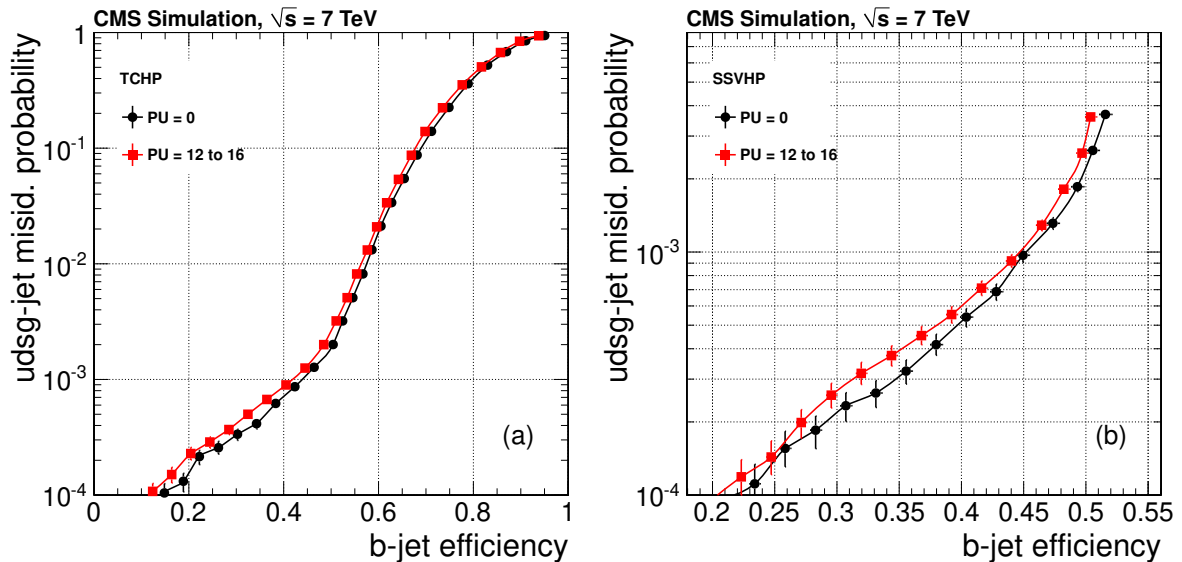 CMS Simulation, √s = 7 TeV
udsg-jet misid. probability
1
10⁻¹
10⁻²
10⁻³
10⁻⁴
TCHP
PU = 0
PU = 12 to 16
(a)
0 0.2 0.4 0.6 0.8 1
b-jet efficiency
CMS Simulation, √s = 7 TeV
udsg-jet misid. probability
10⁻³
10⁻⁴
SSVHP
PU = 0
PU = 12 to 16
(b)
0.2 0.25 0.3 0.35 0.4 0.45 0.5 0.55
b-jet efficiency